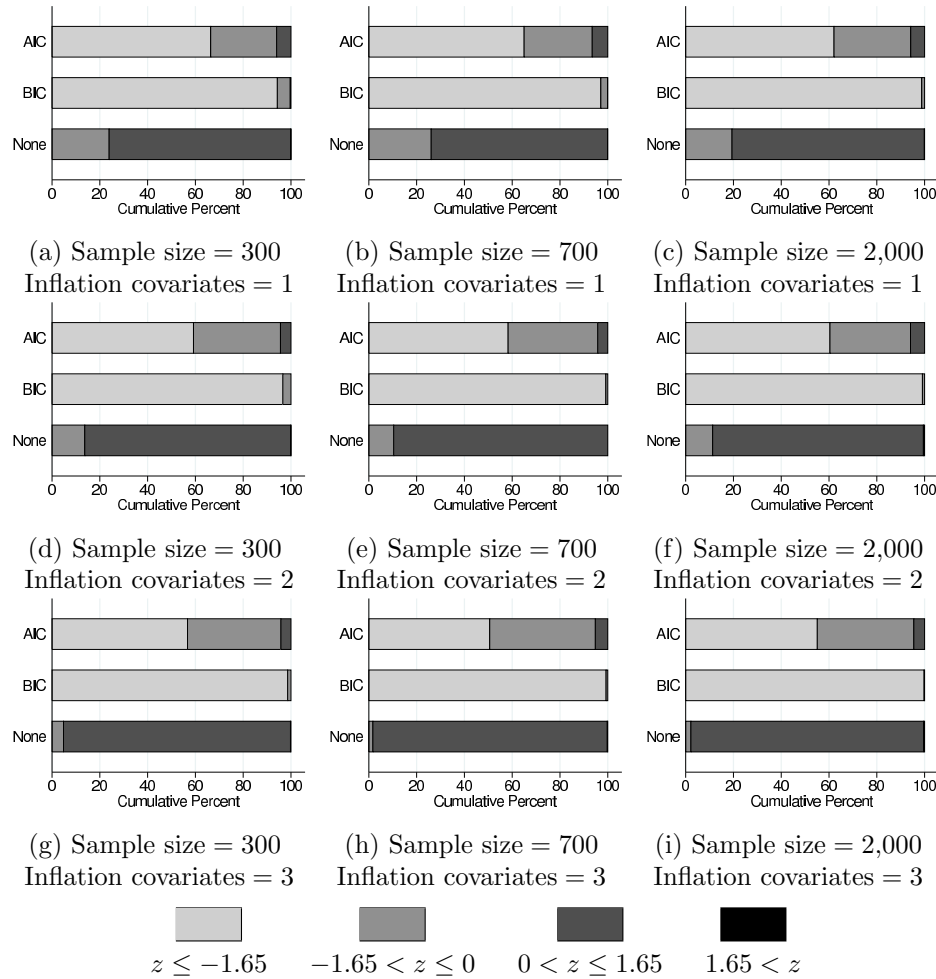 AIC
BIC
None
0 20 40 60 80 100
Cumulative Percent
(a) Sample size = 300
Inflation covariates = 1
AIC
BIC
None
0 20 40 60 80 100
Cumulative Percent
(b) Sample size = 700
Inflation covariates = 1
AIC
BIC
None
0 20 40 60 80 100
Cumulative Percent
(c) Sample size = 2,000
Inflation covariates = 1
AIC
BIC
None
0 20 40 60 80 100
Cumulative Percent
(d) Sample size = 300
Inflation covariates = 2
AIC
BIC
None
0 20 40 60 80 100
Cumulative Percent
(e) Sample size = 700
Inflation covariates = 2
AIC
BIC
None
0 20 40 60 80 100
Cumulative Percent
(f) Sample size = 2,000
Inflation covariates = 2
AIC
BIC
None
0 20 40 60 80 100
Cumulative Percent
(g) Sample size = 300
Inflation covariates = 3
AIC
BIC
None
0 20 40 60 80 100
Cumulative Percent
(h) Sample size = 700
Inflation covariates = 3
AIC
BIC
None
0 20 40 60 80 100
Cumulative Percent
(i) Sample size = 2,000
Inflation covariates = 3
z ≤ −1.65 −1.65 < z ≤ 0 0 < z ≤ 1.65 1.65 < z